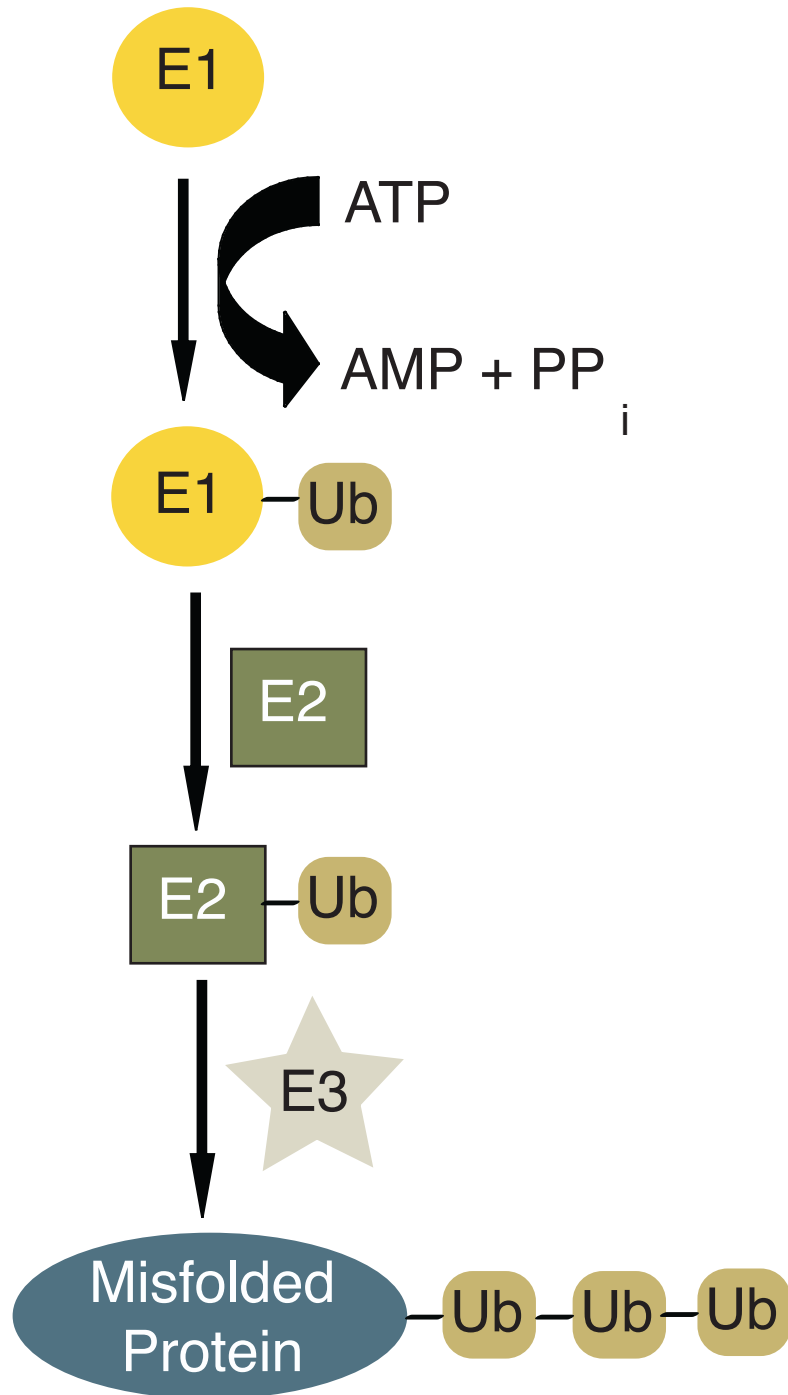 E1
ATP
AMP + PP
i
E1
Ub
E2
E2
Ub
E3
Misfolded
Protein
Ub
Ub
Ub